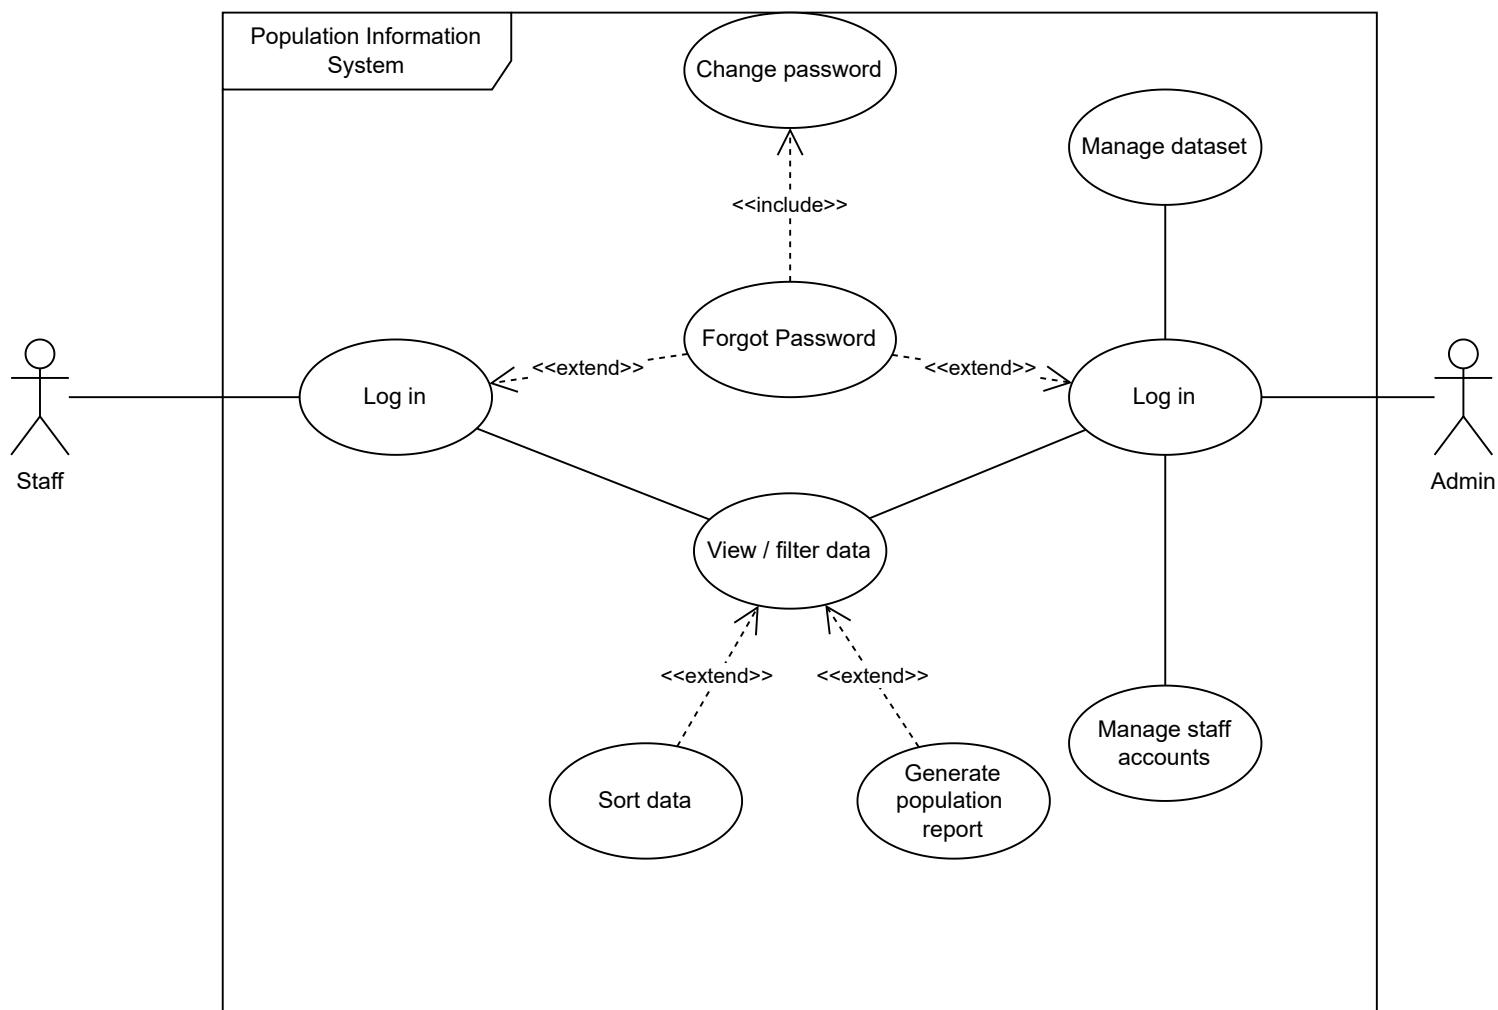 Population Information
System
Change password
Manage dataset
<<include>>
Forgot Password
<<extend>>
<<extend>>
Log in
Log in
Staff
Admin
View / filter data
<<extend>>
<<extend>>
Manage staff
accounts
Sort data
Generate
population
report